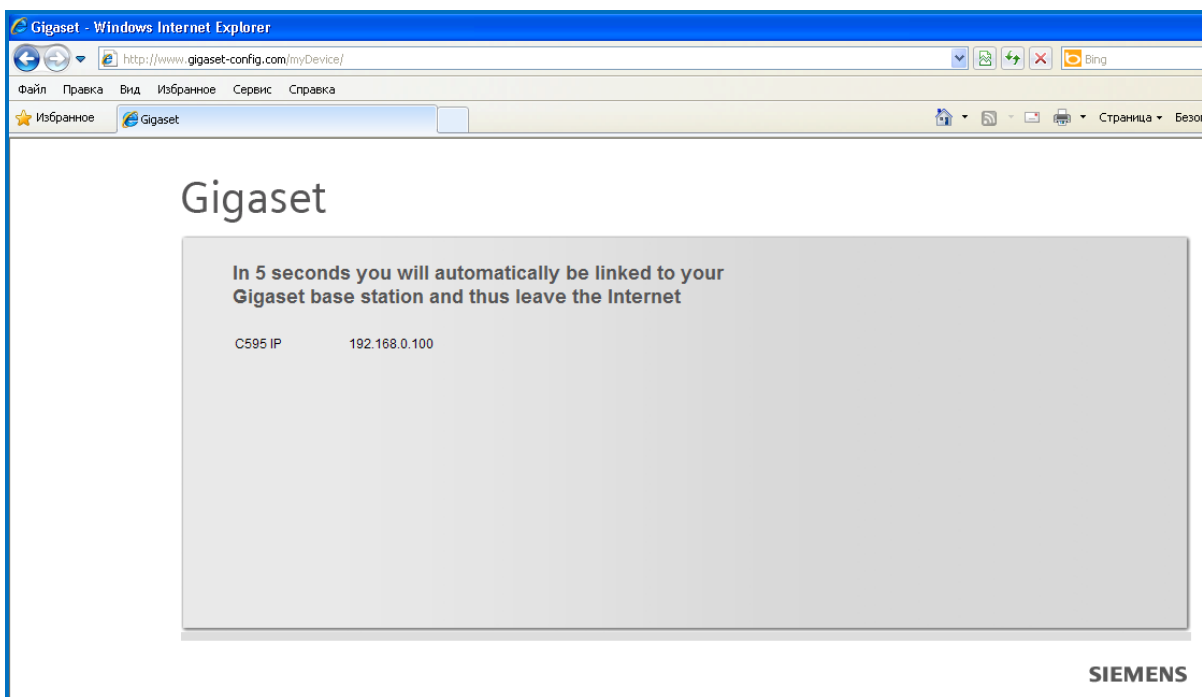 Gigaset - Windows Internet Explorer
http://www.gigaset-config.com/myDevice/
Bing
Файл Правка Вид Избранное Сервис Справка
Избранное
Gigaset
Страница
Gigaset
In 5 seconds you will automatically be linked to your
Gigaset base station and thus leave the Internet
C595 IP 192.168.0.100
SIEMENS